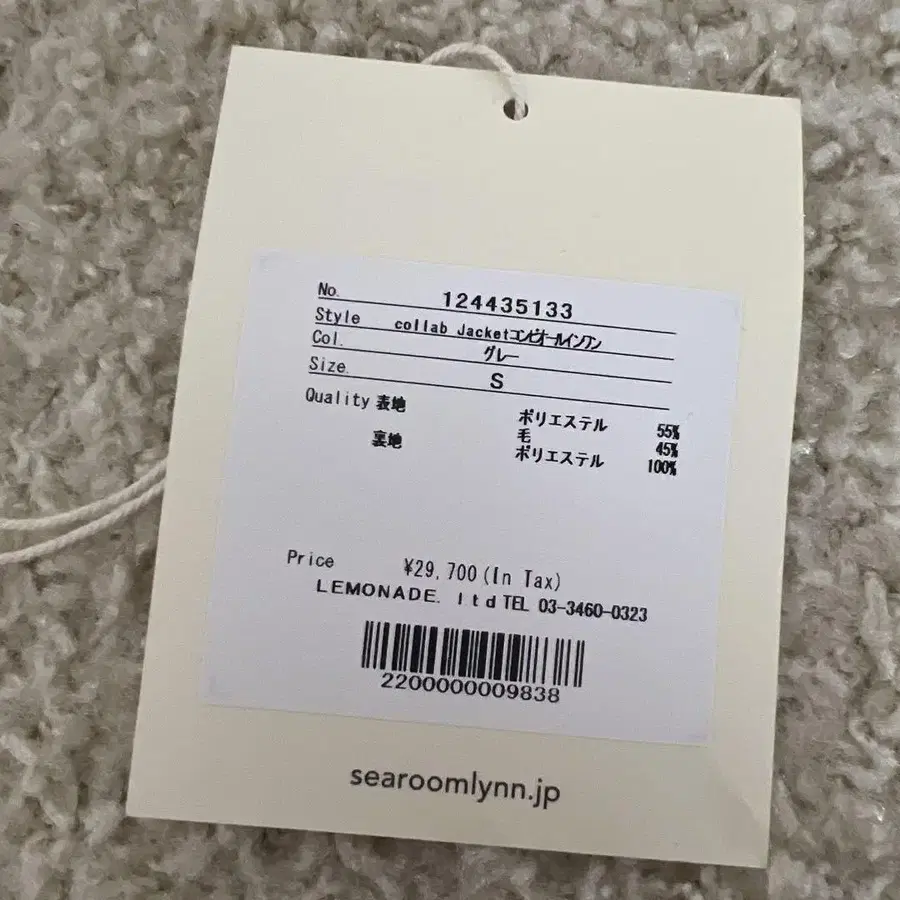 No. 124435133
Style collab Jacketコンビオールインワン
Col. グレー
Size. S
Quality 表地 ポリエステル 55%
毛 45%
裏地 ポリエステル 100%
Price ¥29,700(In Tax)
LEMONADE. ltd TEL 03-3460-0323
2200000009838
searoomlynn.jp